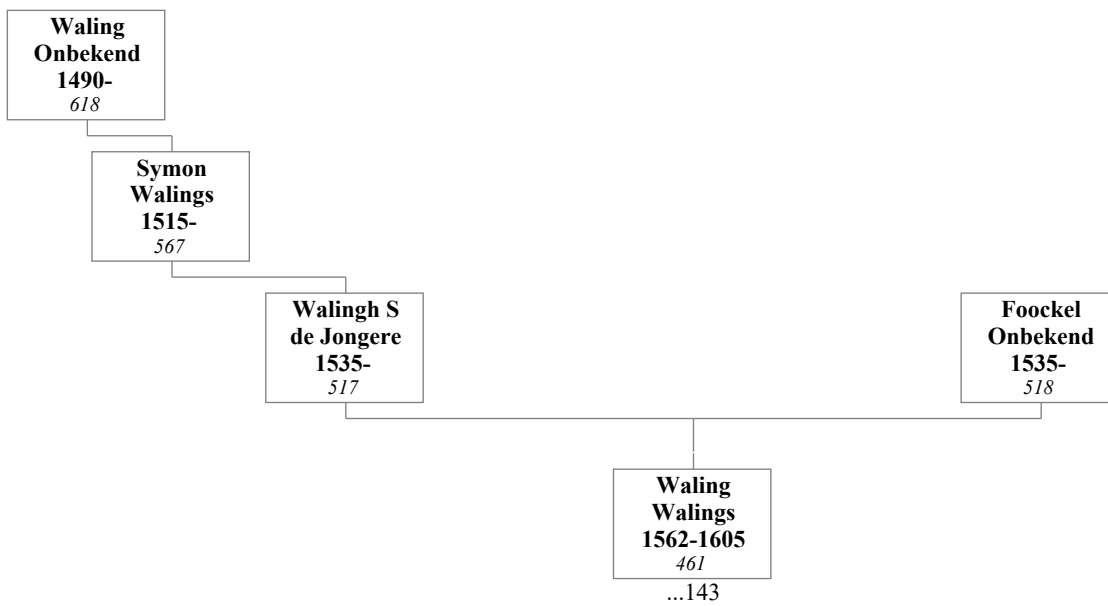 Waling
Onbekend
1490-
618
Symon
Walings
1515-
567
Walingh S
de Jongere
1535-
517
Foockel
Onbekend
1535-
518
Waling
Walings
1562-1605
461
...143